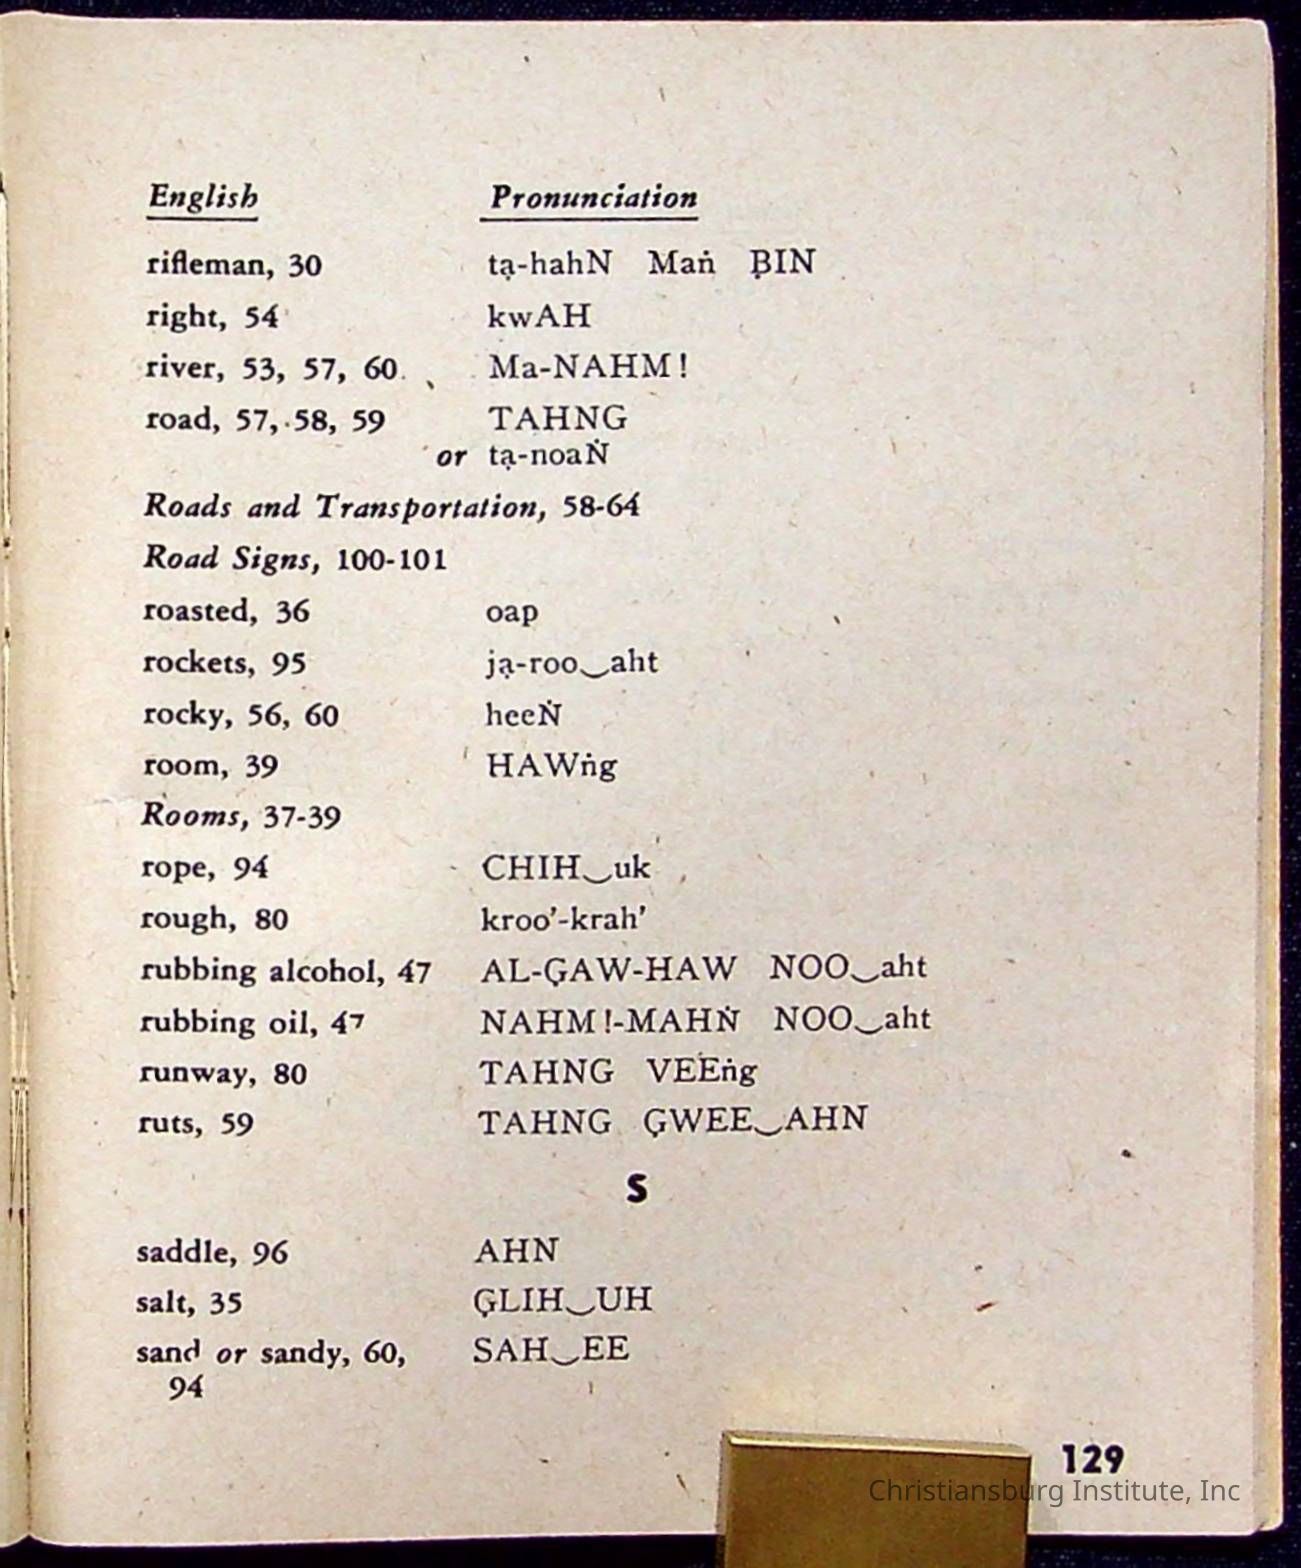 English Pronunciation
rifleman, 30 tạ-hahN Maṅ ḄIN
right, 54 kwAH
river, 53, 57, 60 Ma-NAHM!
road, 57, 58, 59 TAHNG
or tạ-noaṄ
Roads and Transportation, 58-64
Road Signs, 100-101
roasted, 36 oap
rockets, 95 jạ-roo‿aht
rocky, 56, 60 heeṄ
room, 39 HAWṅg
Rooms, 37-39
rope, 94 CHIH‿uk
rough, 80 kroo’-krah’
rubbing alcohol, 47 AL-G̣AW-HAW NOO‿aht
rubbing oil, 47 NAHM!-MAHṄ NOO‿aht
runway, 80 TAHNG VEEṅg
ruts, 59 TAHNG G̣WEE‿AHN
S
saddle, 96 AHN
salt, 35 G̣LIH‿UH
sand or sandy, 60, SAH‿EE
94
129
Christiansburg Institute, Inc